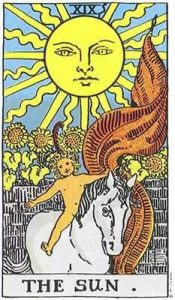 XIX
THE SUN .